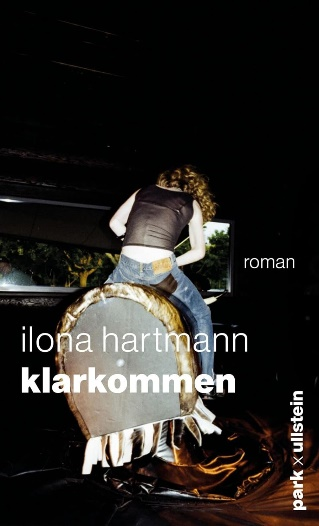 roman
ilona hartmann
klarkommen
park × ullstein